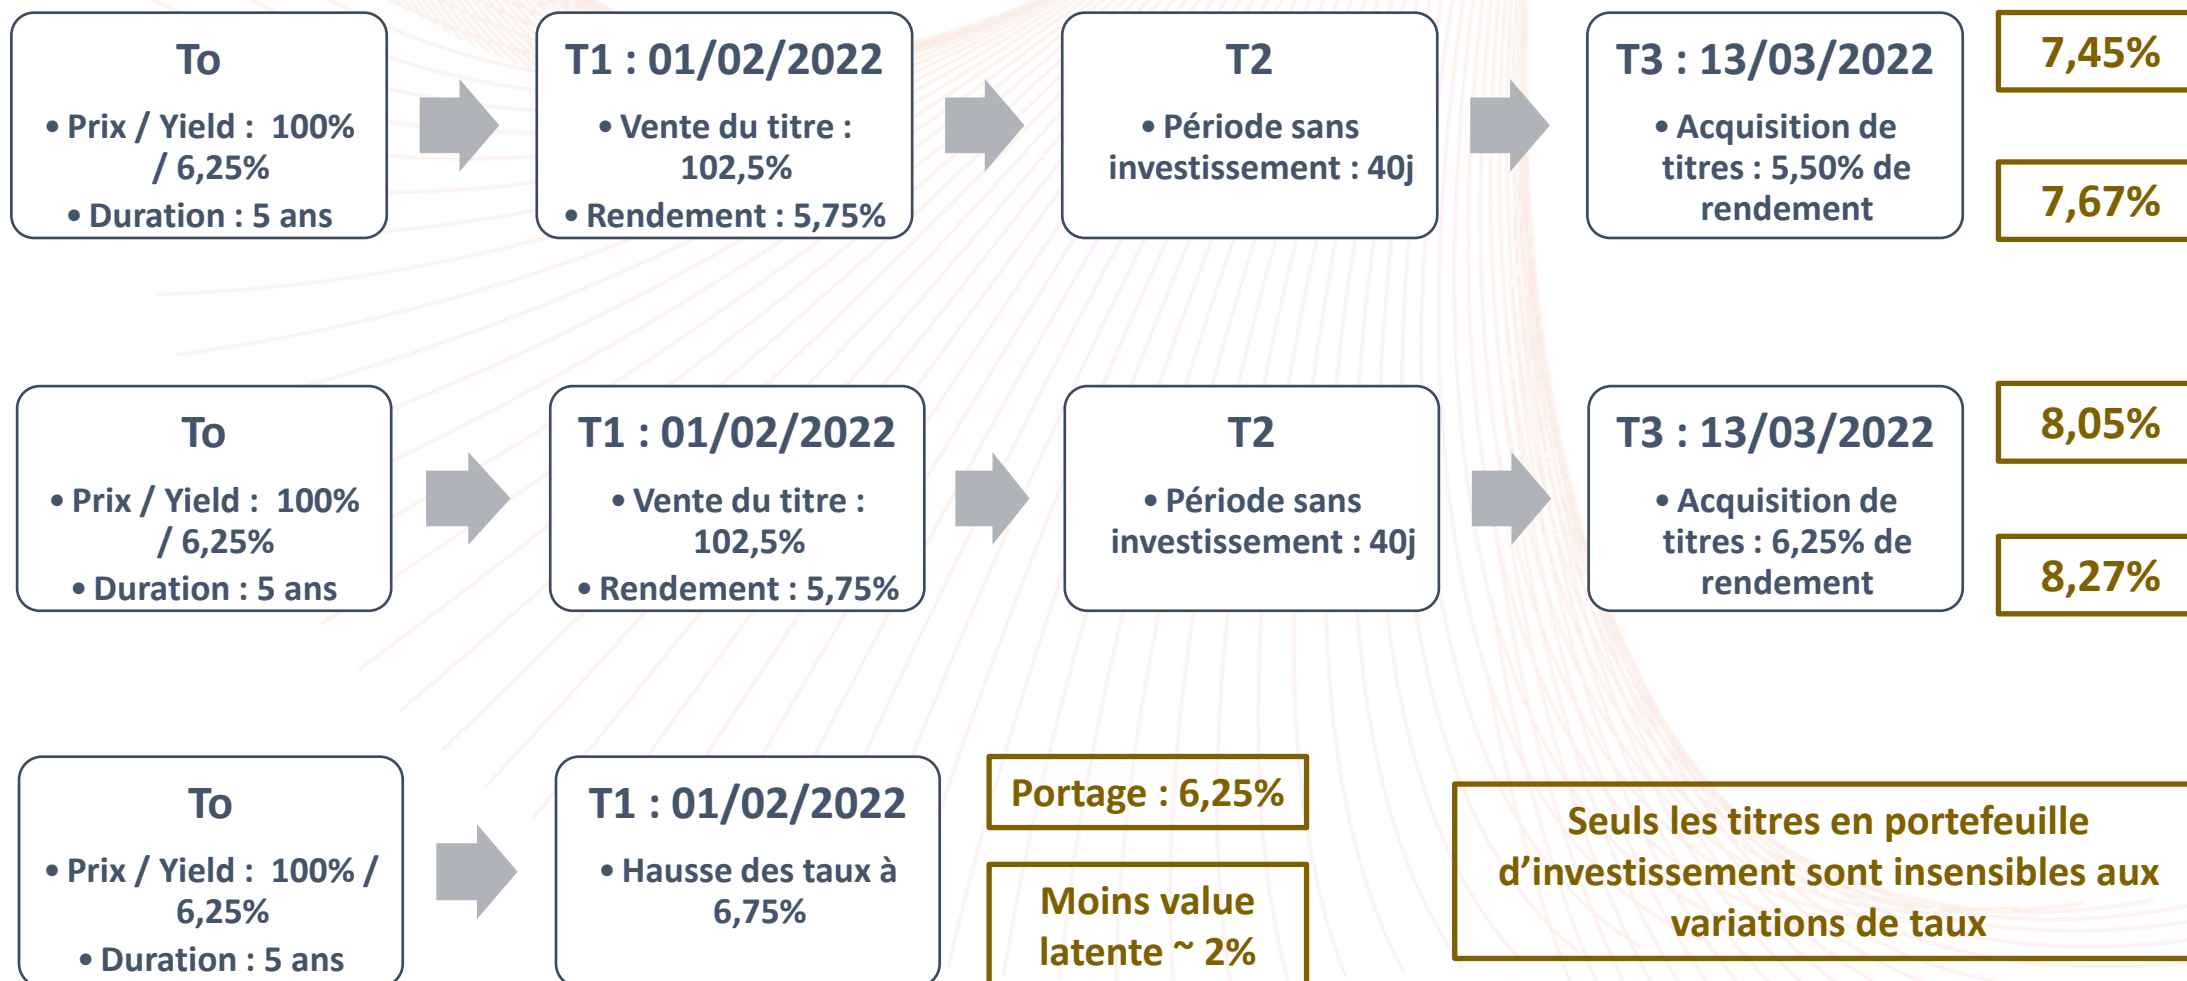 To
• Prix / Yield : 100%
/ 6,25%
• Duration : 5 ans
T1 : 01/02/2022
• Vente du titre :
102,5%
• Rendement : 5,75%
T2
• Période sans
investissement : 40j
T3 : 13/03/2022
• Acquisition de
titres : 5,50% de
rendement
7,45%
7,67%
To
• Prix / Yield : 100%
/ 6,25%
• Duration : 5 ans
T1 : 01/02/2022
• Vente du titre :
102,5%
• Rendement : 5,75%
T2
• Période sans
investissement : 40j
T3 : 13/03/2022
• Acquisition de
titres : 6,25% de
rendement
8,05%
8,27%
To
• Prix / Yield : 100% /
6,25%
• Duration : 5 ans
T1 : 01/02/2022
• Hausse des taux à
6,75%
Portage : 6,25%
Moins value
latente ~ 2%
Seuls les titres en portefeuille
d’investissement sont insensibles aux
variations de taux